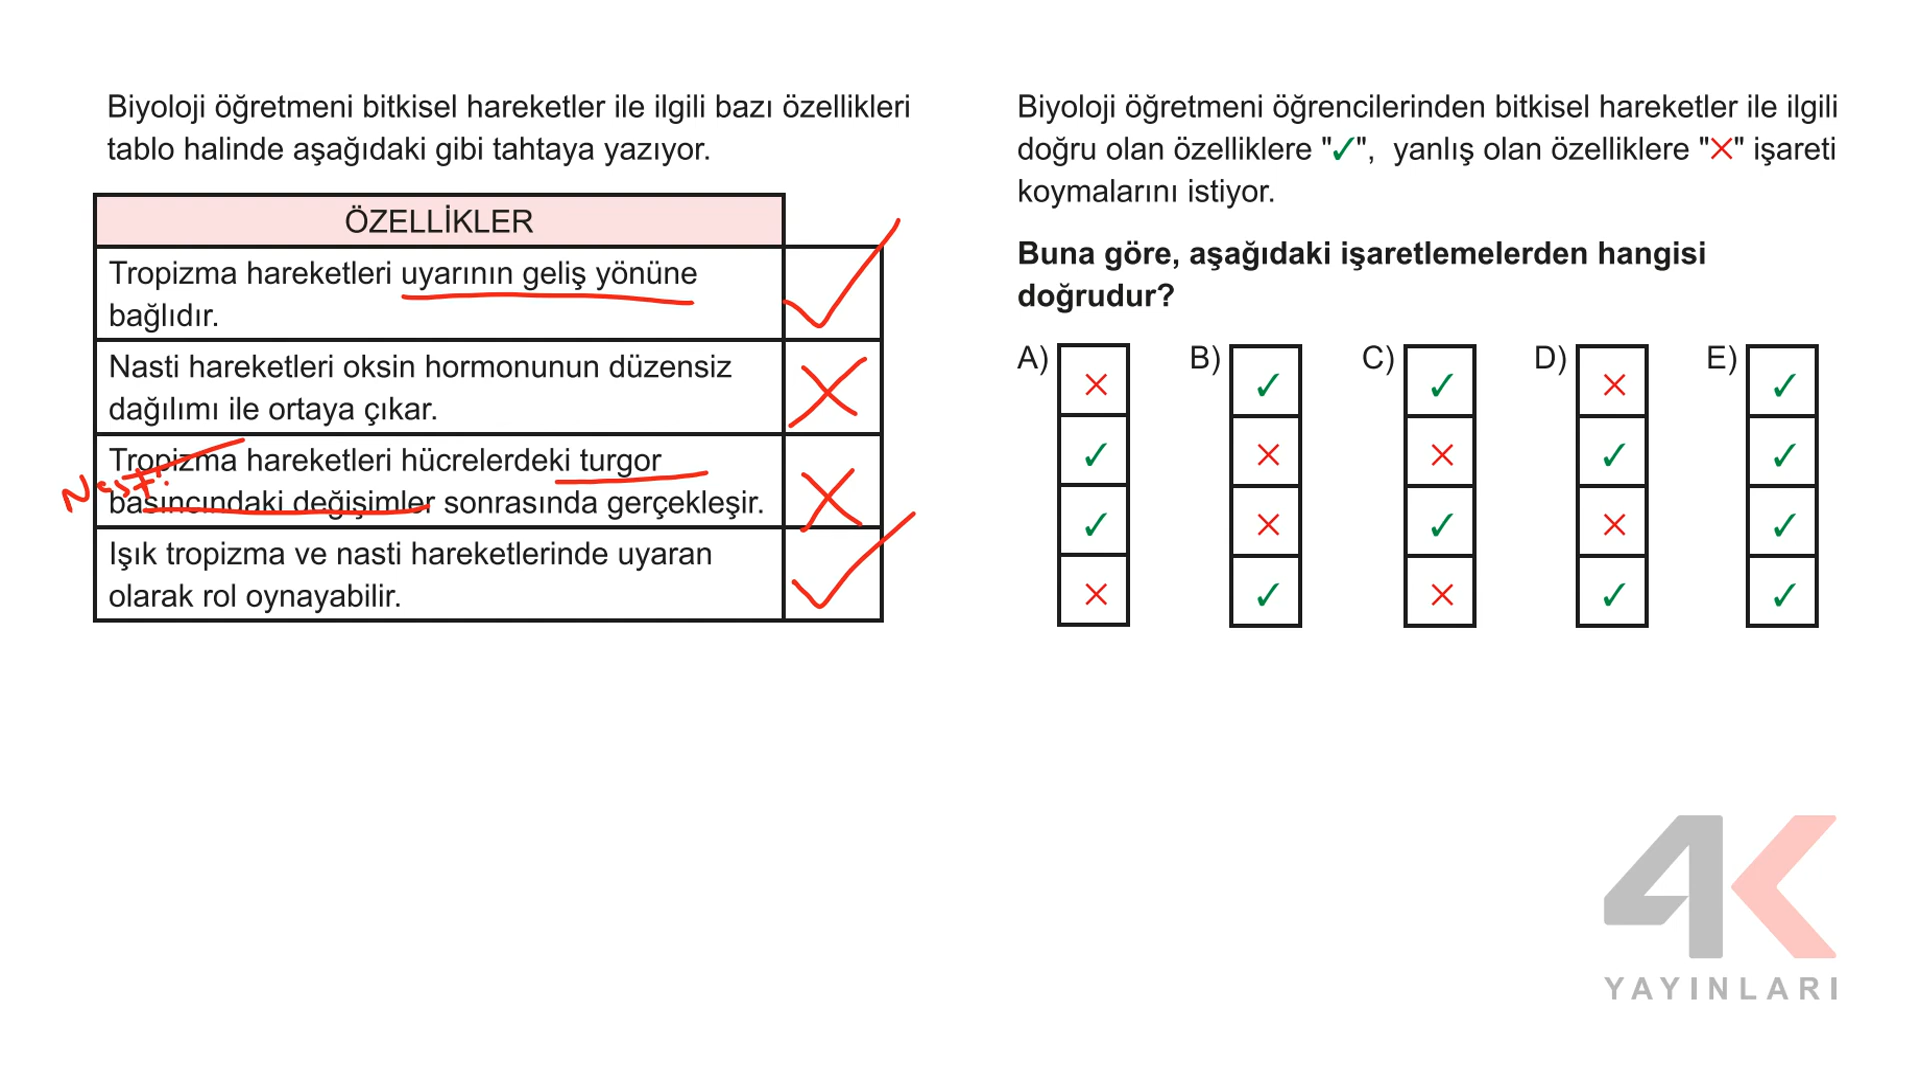 Biyoloji öğretmeni bitkisel hareketler ile ilgili bazı özellikleri
tablo halinde aşağıdaki gibi tahtaya yazıyor.
ÖZELLİKLER
Tropizma hareketleri uyarının geliş yönüne
bağlıdır. ✓
Nasti hareketleri oksin hormonunun düzensiz
dağılımı ile ortaya çıkar. ✗
Tropizma hareketleri hücrelerdeki turgor
Nasti
basıncındaki değişimler sonrasında gerçekleşir. ✗
Işık tropizma ve nasti hareketlerinde uyaran
olarak rol oynayabilir. ✓
Biyoloji öğretmeni öğrencilerinden bitkisel hareketler ile ilgili
doğru olan özelliklere "✓", yanlış olan özelliklere "✗" işareti
koymalarını istiyor.
Buna göre, aşağıdaki işaretlemelerden hangisi
doğrudur?
A) B) C) D) E)
✗ ✓ ✓ ✗ ✓
✓ ✗ ✗ ✓ ✓
✓ ✗ ✓ ✗ ✓
✗ ✓ ✗ ✓ ✓
4K
YAYINLARI